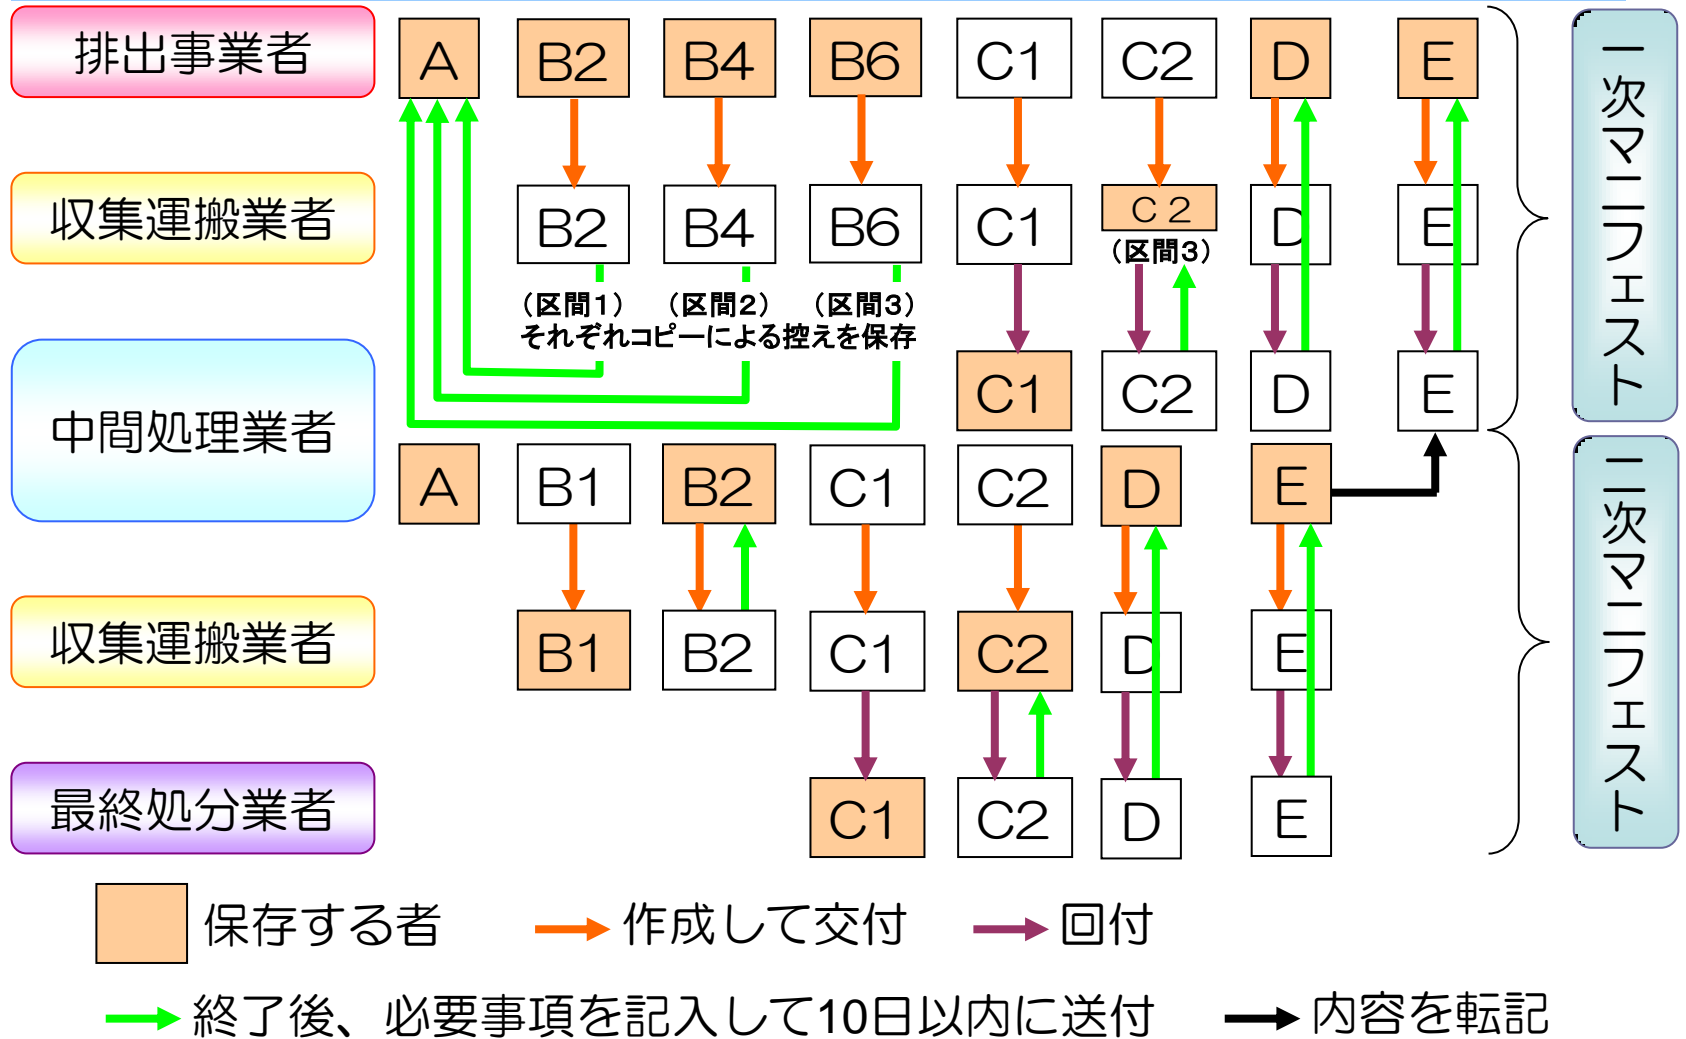 排出事業者
A B2 B4 B6 C1 C2 D E
収集運搬業者
B2 B4 B6 C1 C2 D E
(区間3)
(区間1) (区間2) (区間3)
それぞれコピーによる控えを保存
C1 C2 D E
一次マニフェスト
中間処理業者
A B1 B2 C1 C2 D E
収集運搬業者
B1 B2 C1 C2 D E
最終処分業者
C1 C2 D E
二次マニフェスト
保存する者 作成して交付 回付
終了後、必要事項を記入して10日以内に送付 内容を転記